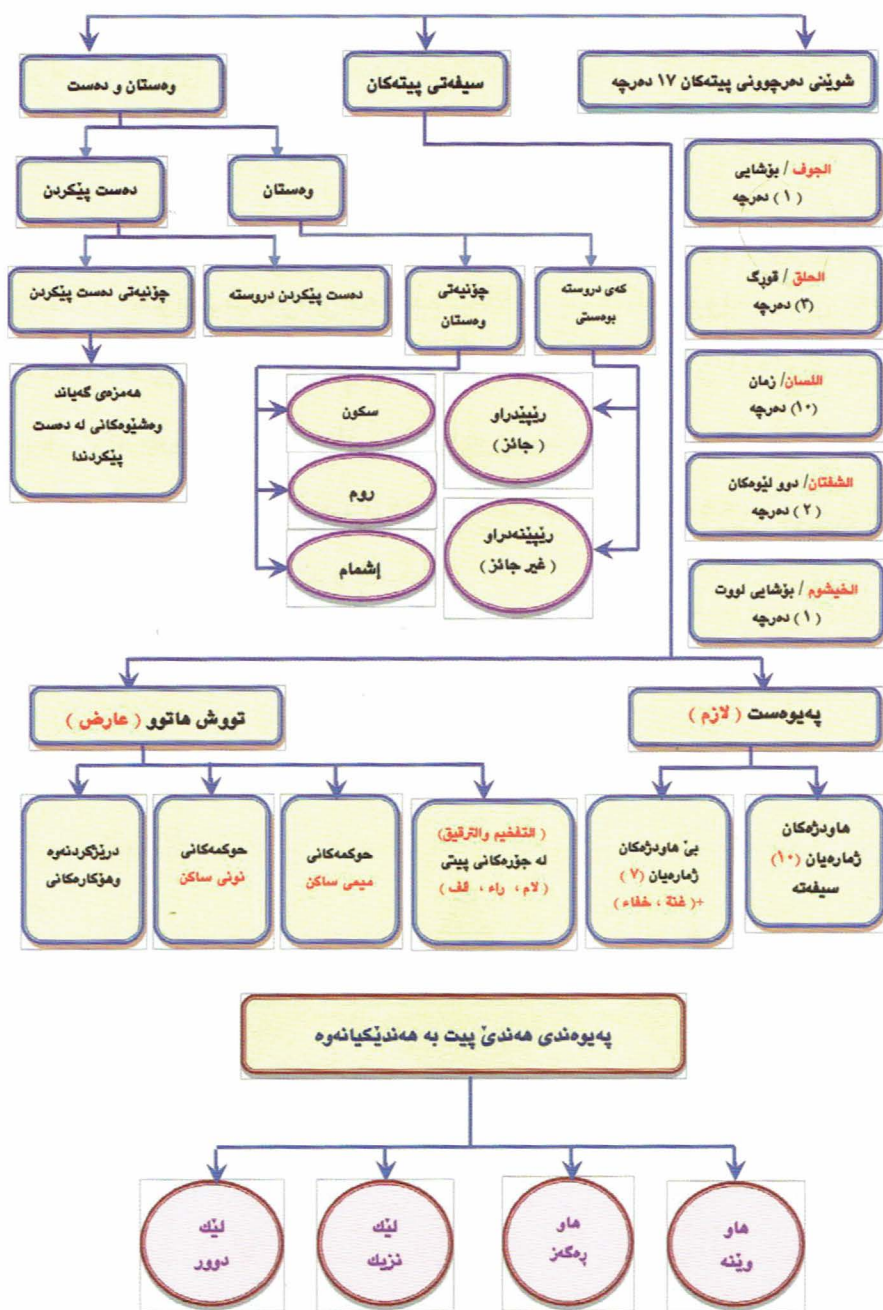 شوێنی دەرچوونی پیتەکان ١٧ دەرچە
سیفەتی پیتەکان
وەستان و دەست
الجوف / بۆشایی
( ١ ) دەرچە
الحلق / قورگ
(٣) دەرچە
اللسان/ زمان
(١٠) دەرچە
الشفتان/ دوو لێوەکان
( ٢ ) دەرچە
الخیشوم / بۆشایی لووت
( ١ ) دەرچە
وەستان
دەست پێکردن
کەی دروستە
بوەستی
چۆنیەتی
وەستان
دەست پێکردن دروستە
چۆنیەتی دەست پێکردن
ڕێپێدراو
( جائز )
ڕێپێنەدراو
( غیر جائز )
سکون
روم
إشمام
هەمزەی گەیاند
وەشێوەکانی لە دەست
پێکردندا
پەیوەست ( لازم )
تووش هاتوو ( عارض )
هاودژەکان
ژمارەیان (١٠)
سیفەتە
بێ هاودژەکان
ژمارەیان (٧ )
+( غنة ، خفاء )
( التفخیم والترقیق)
لە جۆرەکانی پیتی
( لام ، راء ، الف )
حوکمەکانی
میمی ساکن
حوکمەکانی
نونی ساکن
درێژکردنەوە
وهۆکارەکانی
پەیوەندی هەندێ پیت بە هەندێکیانەوە
هاو
وێنە
هاو
ڕەگەز
لێك
نزیك
لێك
دوور